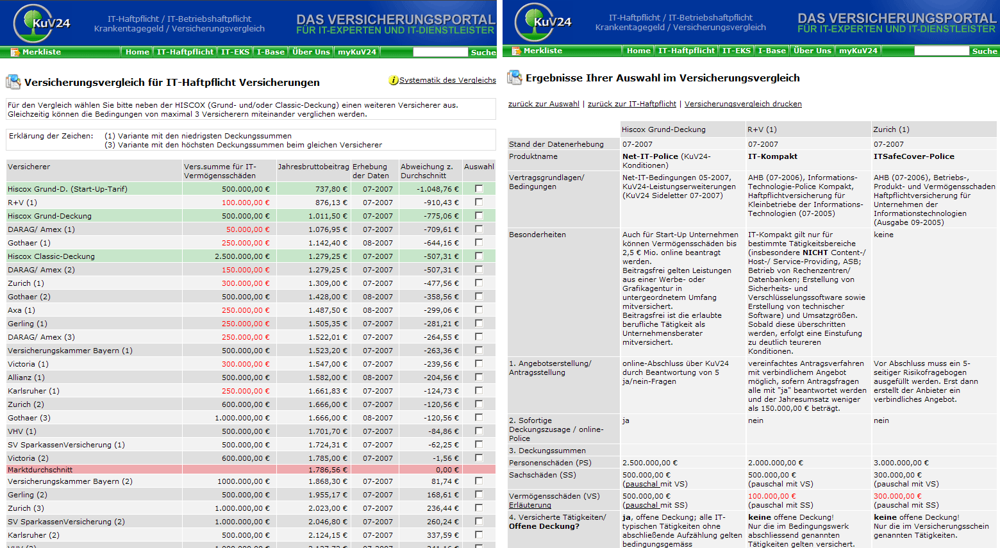 KuV24
IT-Haftpflicht / IT-Betriebshaftpflicht
Krankentagegeld / Versicherungsvergleich
DAS VERSICHERUNGSPORTAL
FÜR IT-EXPERTEN UND IT-DIENSTLEISTER
Merkliste Home IT-Haftpflicht IT-EKS I-Base Über Uns myKuV24 Suche
Versicherungsvergleich für IT-Haftpflicht Versicherungen
Systematik des Vergleichs
Für den Vergleich wählen Sie bitte neben der HISCOX (Grund- und/oder Classic-Deckung) einen weiteren Versicherer aus.
Gleichzeitig können die Bedingungen von maximal 3 Versicherern miteinander verglichen werden.
Erklärung der Zeichen: (1) Variante mit den niedrigsten Deckungssummen
(3) Variante mit den höchsten Deckungssummen beim gleichen Versicherer
Versicherer Vers.summe für IT- Jahresbruttobeitrag Erhebung Abweichung z. Auswahl
Vermögensschäden der Daten Durchschnitt
Hiscox Grund-D. (Start-Up-Tarif) 500.000,00 € 737,80 € 07-2007 -1.048,76 €
R+V (1) 100.000,00 € 876,13 € 07-2007 -910,43 €
Hiscox Grund-Deckung 500.000,00 € 1.011,50 € 07-2007 -775,06 €
DARAG/ Amex (1) 50.000,00 € 1.076,95 € 07-2007 -709,61 €
Gothaer (1) 250.000,00 € 1.142,40 € 08-2007 -644,16 €
Hiscox Classic-Deckung 2.500.000,00 € 1.279,25 € 07-2007 -507,31 €
DARAG/ Amex (2) 150.000,00 € 1.279,25 € 07-2007 -507,31 €
Zurich (1) 300.000,00 € 1.309,00 € 07-2007 -477,56 €
Gothaer (2) 500.000,00 € 1.428,00 € 08-2007 -358,56 €
Axa (1) 250.000,00 € 1.487,50 € 08-2007 -299,06 €
Gerling (1) 250.000,00 € 1.505,35 € 07-2007 -281,21 €
DARAG/ Amex (3) 250.000,00 € 1.522,01 € 07-2007 -264,55 €
Versicherungskammer Bayern (1) 500.000,00 € 1.523,20 € 07-2007 -263,36 €
Victoria (1) 300.000,00 € 1.547,00 € 07-2007 -239,56 €
Allianz (1) 500.000,00 € 1.582,00 € 08-2007 -204,56 €
Karlsruher (1) 250.000,00 € 1.661,83 € 07-2007 -124,73 €
Zurich (2) 600.000,00 € 1.666,00 € 07-2007 -120,56 €
Gothaer (3) 1.000.000,00 € 1.666,00 € 08-2007 -120,56 €
VHV (1) 500.000,00 € 1.701,70 € 07-2007 -84,86 €
SV SparkassenVersicherung (1) 500.000,00 € 1.724,31 € 07-2007 -62,25 €
Victoria (2) 600.000,00 € 1.785,00 € 07-2007 -1,56 €
Marktdurchschnitt 1.786,56 € 0,00 €
Versicherungskammer Bayern (2) 1000.000,00 € 1.868,30 € 07-2007 81,74 €
Gerling (2) 500.000,00 € 1.955,17 € 07-2007 168,61 €
Zurich (3) 1.000.000,00 € 2.023,00 € 07-2007 236,44 €
SV SparkassenVersicherung (2) 1.000.000,00 € 2.046,80 € 07-2007 260,24 €
Karlsruher (2) 500.000,00 € 2.124,15 € 07-2007 337,59 €
KuV24
IT-Haftpflicht / IT-Betriebshaftpflicht
Krankentagegeld / Versicherungsvergleich
DAS VERSICHERUNGSPORTAL
FÜR IT-EXPERTEN UND IT-DIENSTLEISTER
Merkliste Home IT-Haftpflicht IT-EKS I-Base Über Uns myKuV24 Suche
Ergebnisse Ihrer Auswahl im Versicherungsvergleich
zurück zur Auswahl | zurück zur IT-Haftpflicht | Versicherungsvergleich drucken
Hiscox Grund-Deckung R+V (1) Zurich (1)
Stand der Datenerhebung 07-2007 07-2007 07-2007
Produktname
Net-IT-Police (KuV24-
Konditionen)
IT-Kompakt
ITSafeCover-Police
Vertragsgrundlagen/
Bedingungen
Net-IT-Bedingungen 05-2007,
KuV24-Leistungserweiterungen
(KuV24 Sideletter 07-2007)
AHB (07-2006), Informations-
Technologie-Police Kompakt,
Haftpflichtversicherung für
Kleinbetriebe der Informations-
Technologien (07-2005)
AHB (07-2006), Betriebs-,
Produkt- und Vermögensschaden
Haftpflichtversicherung für
Unternehmen der
Informationstechnologien
(Ausgabe 09-2005)
Besonderheiten
Auch für Start-Up Unternehmen
können Vermögensschäden bis
2,5 € Mio. online beantragt
werden.
Beitragsfrei gelten Leistungen
aus einer Werbe- oder
Grafikagentur in
untergeordnetem Umfang
mitversichert.
Beitragsfrei ist die erlaubte
berufliche Tätigkeit als
Unternehmensberater
mitversichert.
IT-Kompakt gilt nur für
bestimmte Tätigkeitsbereiche
(insbesondere NICHT Content-/
Host-/ Service-Providing, ASB;
Betrieb von Rechenzentren/
Datenbanken; Erstellung von
Sicherheits- und
Verschlüsselungssoftware sowie
Erstellung von technischer
Software) und Umsatzgrößen.
Sobald diese überschritten
werden, erfolgt eine Einstufung
zu deutlich teureren
Konditionen.
keine
1. Angebotserstellung/
Antragsstellung
online-Abschluss über KuV24
durch Beantwortung von 5
ja/nein-Fragen
vereinfachtes Antragsverfahren
mit verbindlichem Angebot
möglich, sofern Antragsfragen
alle mit "ja" beantwortet werden
und der Jahresumsatz weniger
als 150.000,00 € beträgt.
Vor Abschluss muss ein 5-
seitiger Risikofragebogen
ausgefüllt werden. Erst dann
erstellt der Anbieter ein
verbindliches Angebot.
2. Sofortige
Deckungszusage / online-
Police
ja
nein
nein
3. Deckungssummen
Personenschäden (PS) 2.500.000,00 € 2.000.000,00 € 3.000.000,00 €
Sachschäden (SS) 500.000,00 € 500.000,00 € 300.000,00 €
(pauschal mit VS) (pauschal mit VS) (pauschal mit VS)
Vermögensschäden (VS) 500.000,00 € 100.000,00 € 300.000,00 €
Erläuterung (pauschal mit SS) (pauschal mit SS) (pauschal mit SS)
4. Versicherte Tätigkeiten/
Offene Deckung?
ja, offene Deckung; alle IT-
typischen Tätigkeiten ohne
abschließende Aufzählung gelten
bedingungsgemäss
keine offene Deckung!
Nur die im Bedingungswerk
abschliessend genannten
Tätigkeiten gelten versichert.
keine offene Deckung!
Nur die im Versicherungsschein
genannten Tätigkeiten.